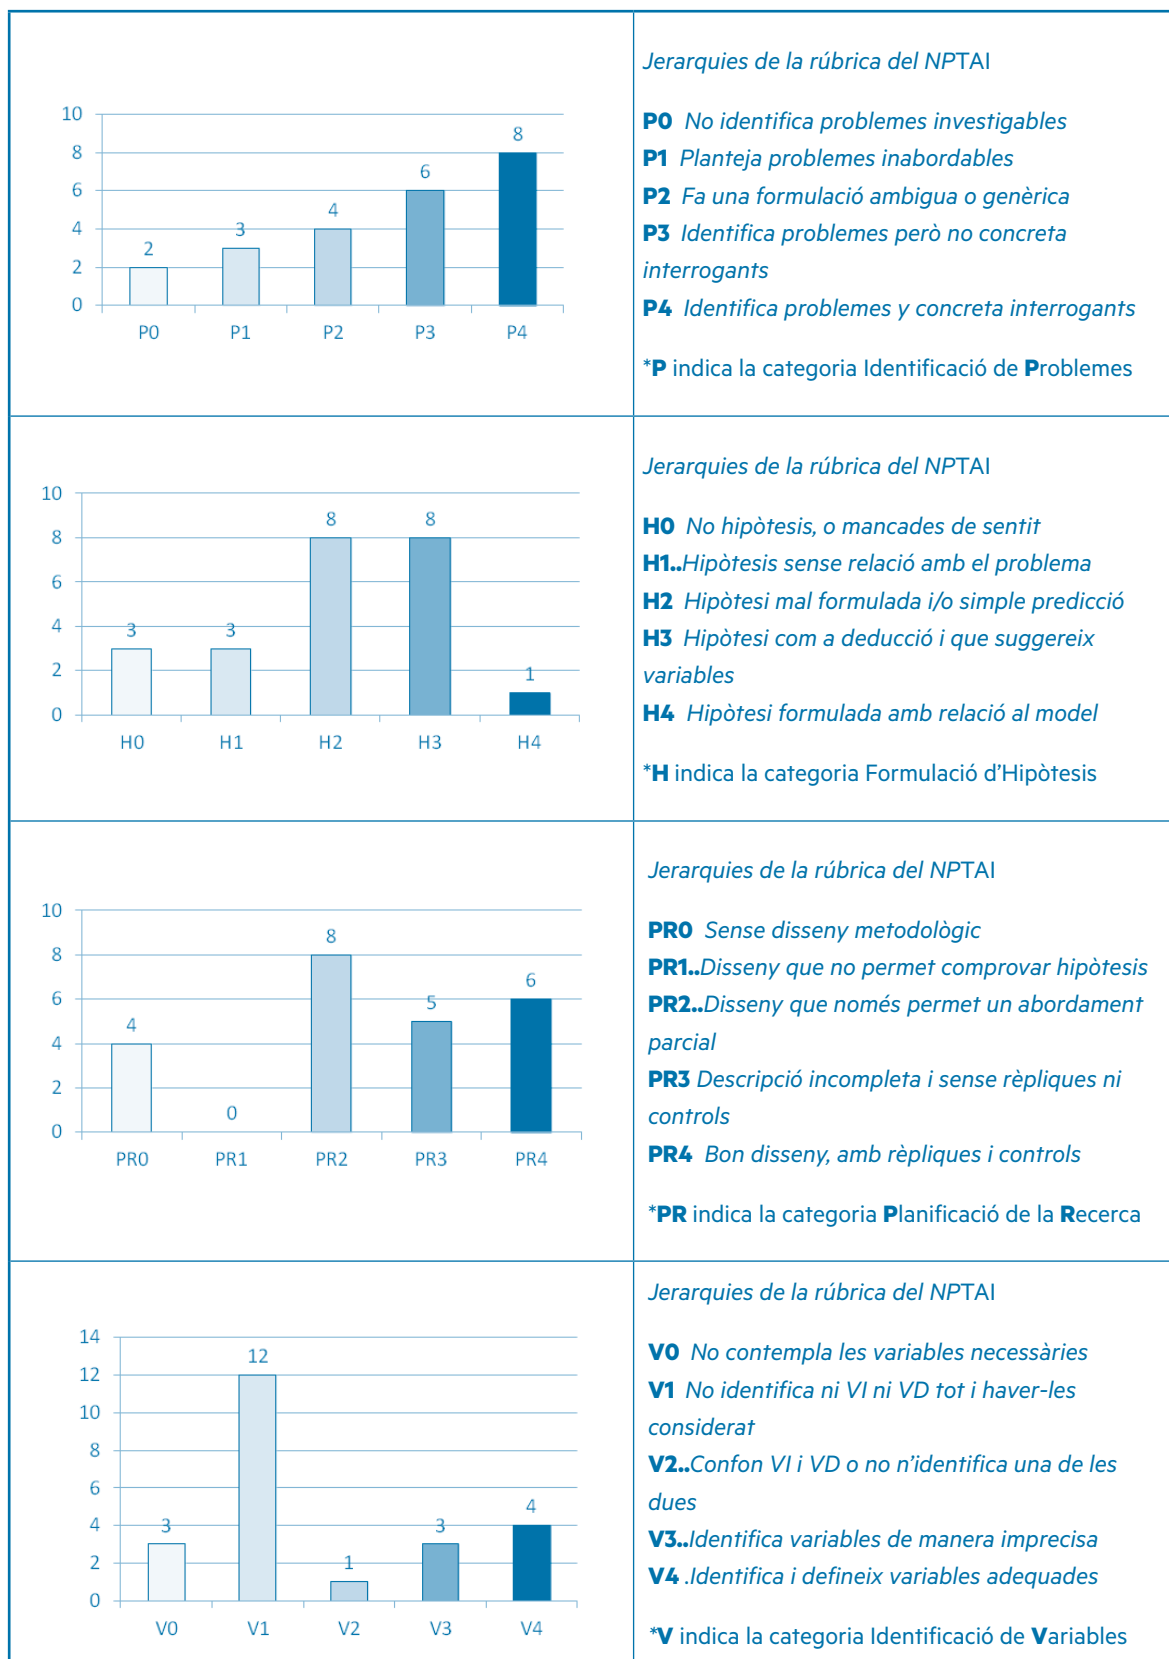 10
8
6
4
2
0
2
3
4
6
8
P0 P1 P2 P3 P4
Jerarquies de la rúbrica del NPTAI
P0 No identifica problemes investigables
P1 Planteja problemes inabordables
P2 Fa una formulació ambigua o genèrica
P3 Identifica problemes però no concreta
interrogants
P4 Identifica problemes y concreta interrogants
*P indica la categoria Identificació de Problemes
10
8
6
4
2
0
3
3
8
8
1
H0 H1 H2 H3 H4
Jerarquies de la rúbrica del NPTAI
H0 No hipòtesis, o mancades de sentit
H1..Hipòtesis sense relació amb el problema
H2 Hipòtesi mal formulada i/o simple predicció
H3 Hipòtesi com a deducció i que suggereix
variables
H4 Hipòtesi formulada amb relació al model
*H indica la categoria Formulació d’Hipòtesis
10
8
6
4
2
0
4
0
8
5
6
PR0 PR1 PR2 PR3 PR4
Jerarquies de la rúbrica del NPTAI
PR0 Sense disseny metodològic
PR1..Disseny que no permet comprovar hipòtesis
PR2..Disseny que només permet un abordament
parcial
PR3 Descripció incompleta i sense rèpliques ni
controls
PR4 Bon disseny, amb rèpliques i controls
*PR indica la categoria Planificació de la Recerca
14
12
10
8
6
4
2
0
3
12
1
3
4
V0 V1 V2 V3 V4
Jerarquies de la rúbrica del NPTAI
V0 No contempla les variables necessàries
V1 No identifica ni VI ni VD tot i haver-les
considerat
V2..Confon VI i VD o no n’identifica una de les
dues
V3..Identifica variables de manera imprecisa
V4 .Identifica i defineix variables adequades
*V indica la categoria Identificació de Variables